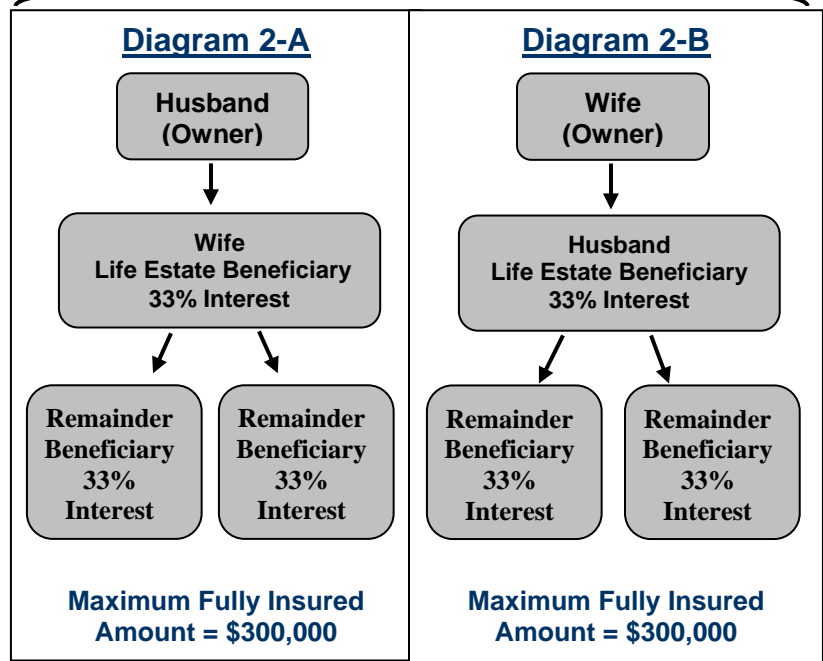 Diagram 2-A
Husband
(Owner)
Wife
Life Estate Beneficiary
33% Interest
Remainder
Beneficiary
33%
Interest
Remainder
Beneficiary
33%
Interest
Maximum Fully Insured
Amount = $300,000
Diagram 2-B
Wife
(Owner)
Husband
Life Estate Beneficiary
33% Interest
Remainder
Beneficiary
33%
Interest
Remainder
Beneficiary
33%
Interest
Maximum Fully Insured
Amount = $300,000